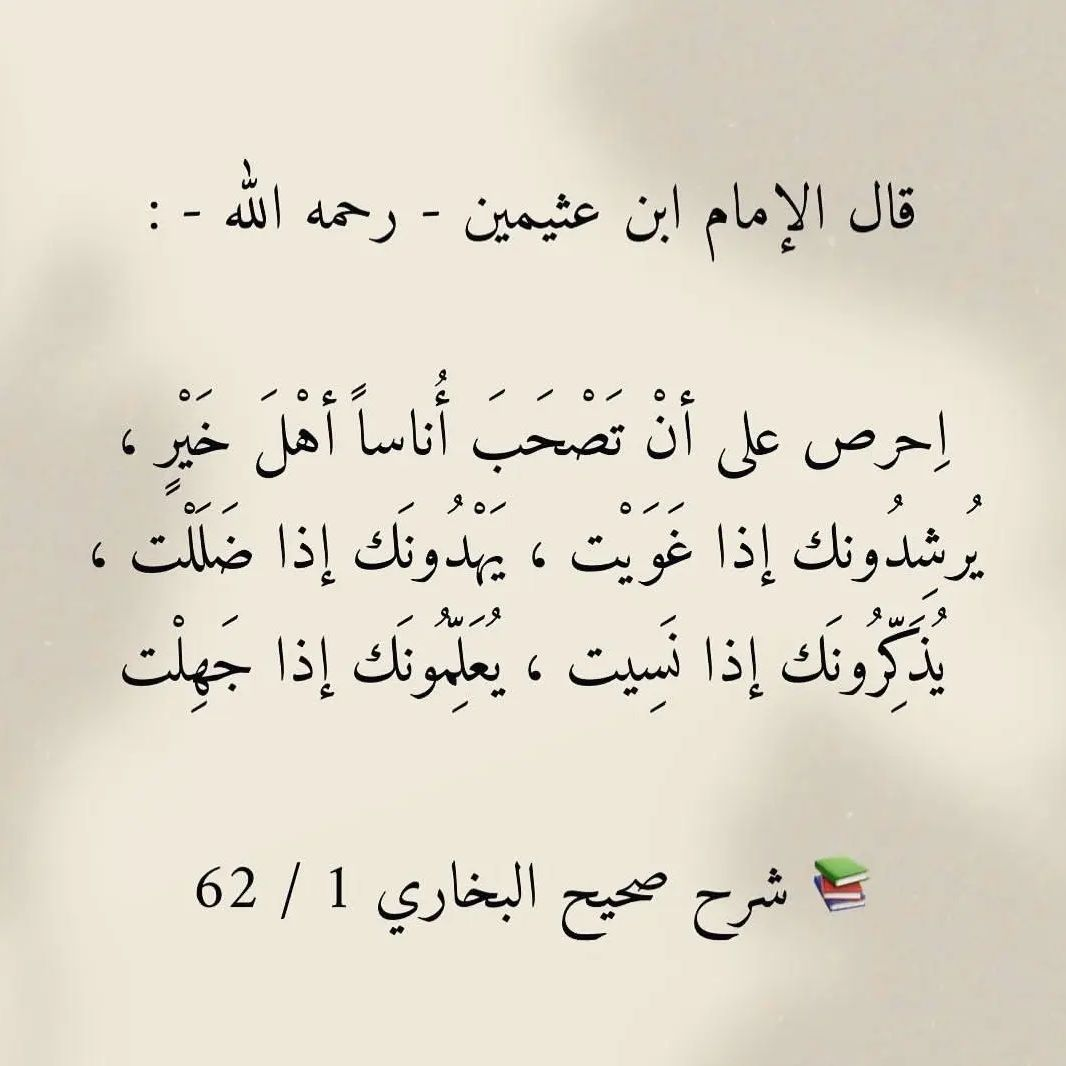 قال الإمام ابن عثيمين - رحمه الله - :
اِحرص على أنْ تَصْحَبَ أُناساً أهْلَ خَيْرٍ ،
يُرشِدُونك إذا غَوَيْت ، يَهْدُونَك إذا ضَلَلْت ،
يُذَكِّرُونَك إذا نَسِيت ، يُعَلِّمُونَك إذا جَهِلْت
📚 شرح صحيح البخاري 1 / 62